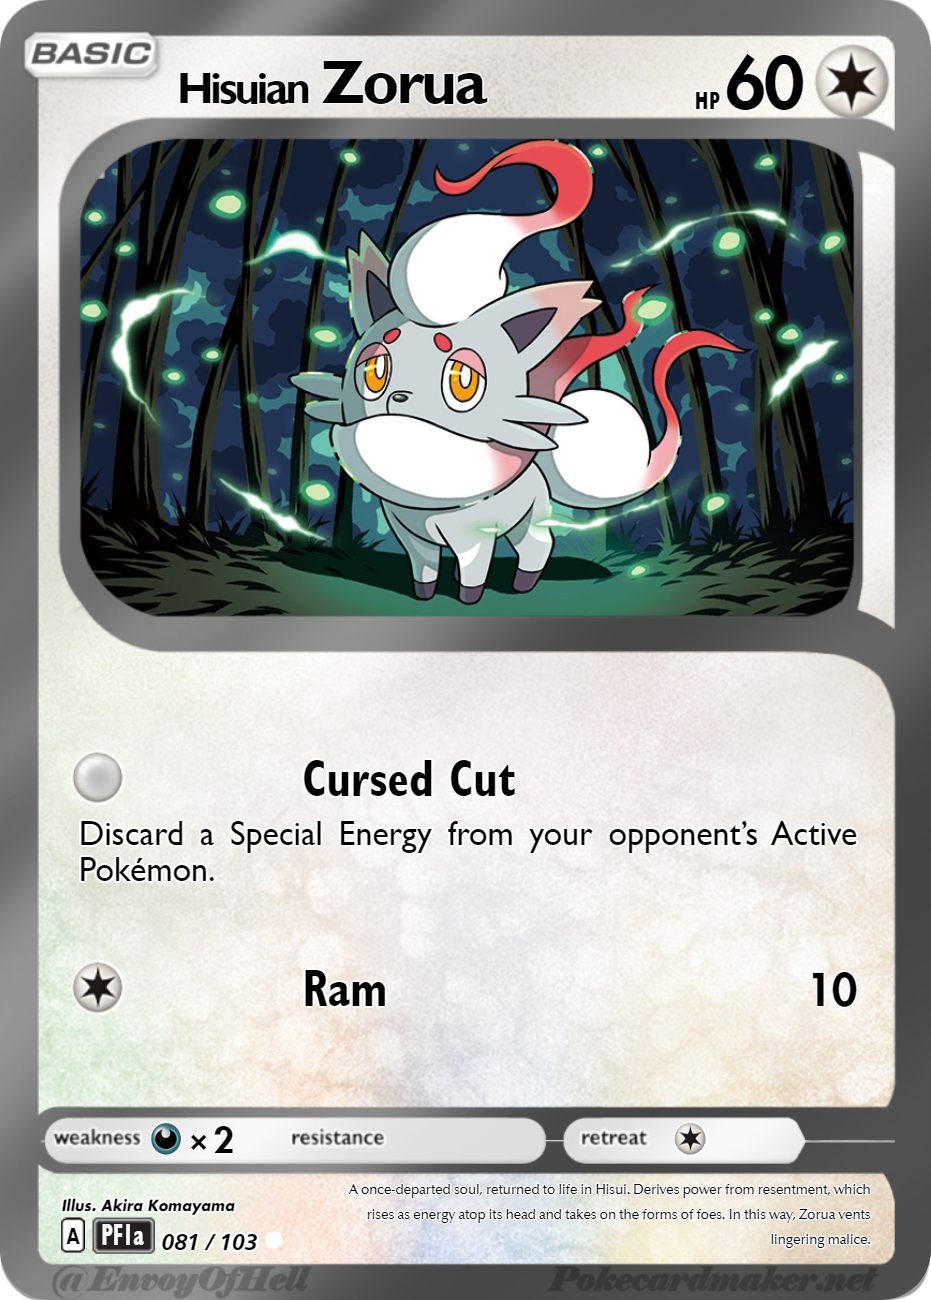 BASIC
Hisuian Zorua
HP 60
Cursed Cut
Discard a Special Energy from your opponent's Active
Pokémon.
Ram 10
weakness ×2 resistance retreat
A once-departed soul, returned to life in Hisui. Derives power from resentment, which
rises as energy atop its head and takes on the forms of foes. In this way, Zorua vents
lingering malice.
Illus. Akira Komayama
A PF1a 081 / 103
@EnvoyOfHell Pokecardmaker.net